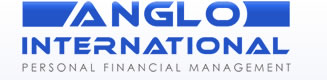 ANGLO
INTERNATIONAL
PERSONAL FINANCIAL MANAGEMENT